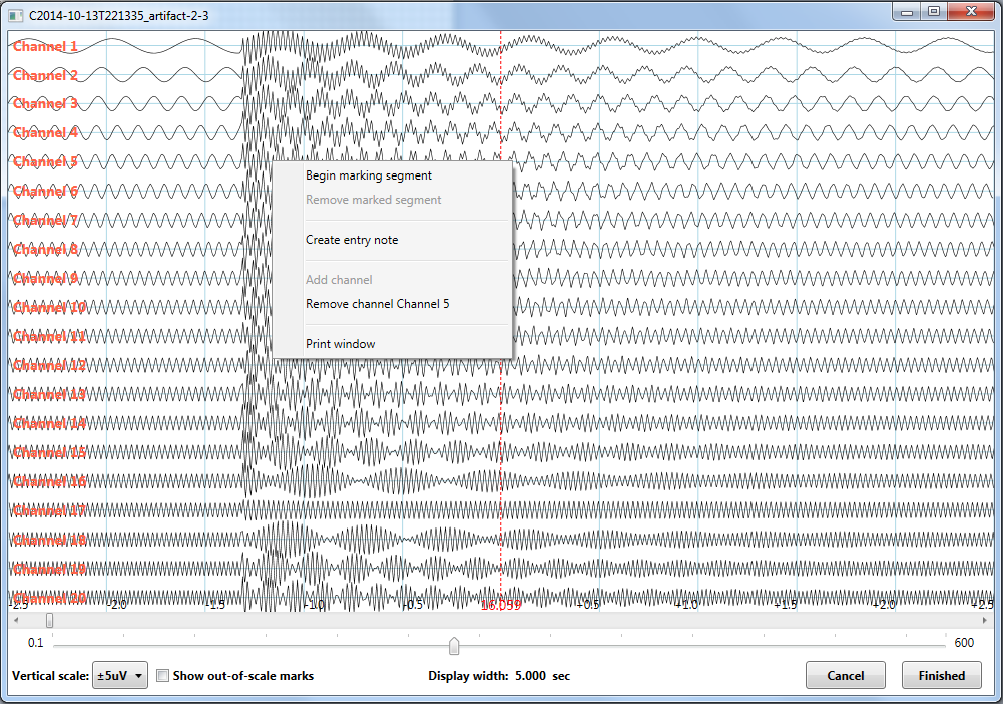 C2014-10-13T221335_artifact-2-3
Channel 1
Channel 2
Channel 3
Channel 4
Channel 5
Begin marking segment
Channel 6
Remove marked segment
Channel 7
Create entry note
Channel 8
Channel 9
Add channel
Channel 10
Remove channel Channel 5
Channel 11
Print window
Channel 12
Channel 13
Channel 14
Channel 15
Channel 16
Channel 17
Channel 18
Channel 19
Channel 20
-2.5 -2.0 -1.5 -1.0 -0.5 16.059 +0.5 +1.0 +1.5 +2.0 +2.5
0.1 600
Vertical scale: ±5uV Show out-of-scale marks Display width: 5.000 sec Cancel Finished